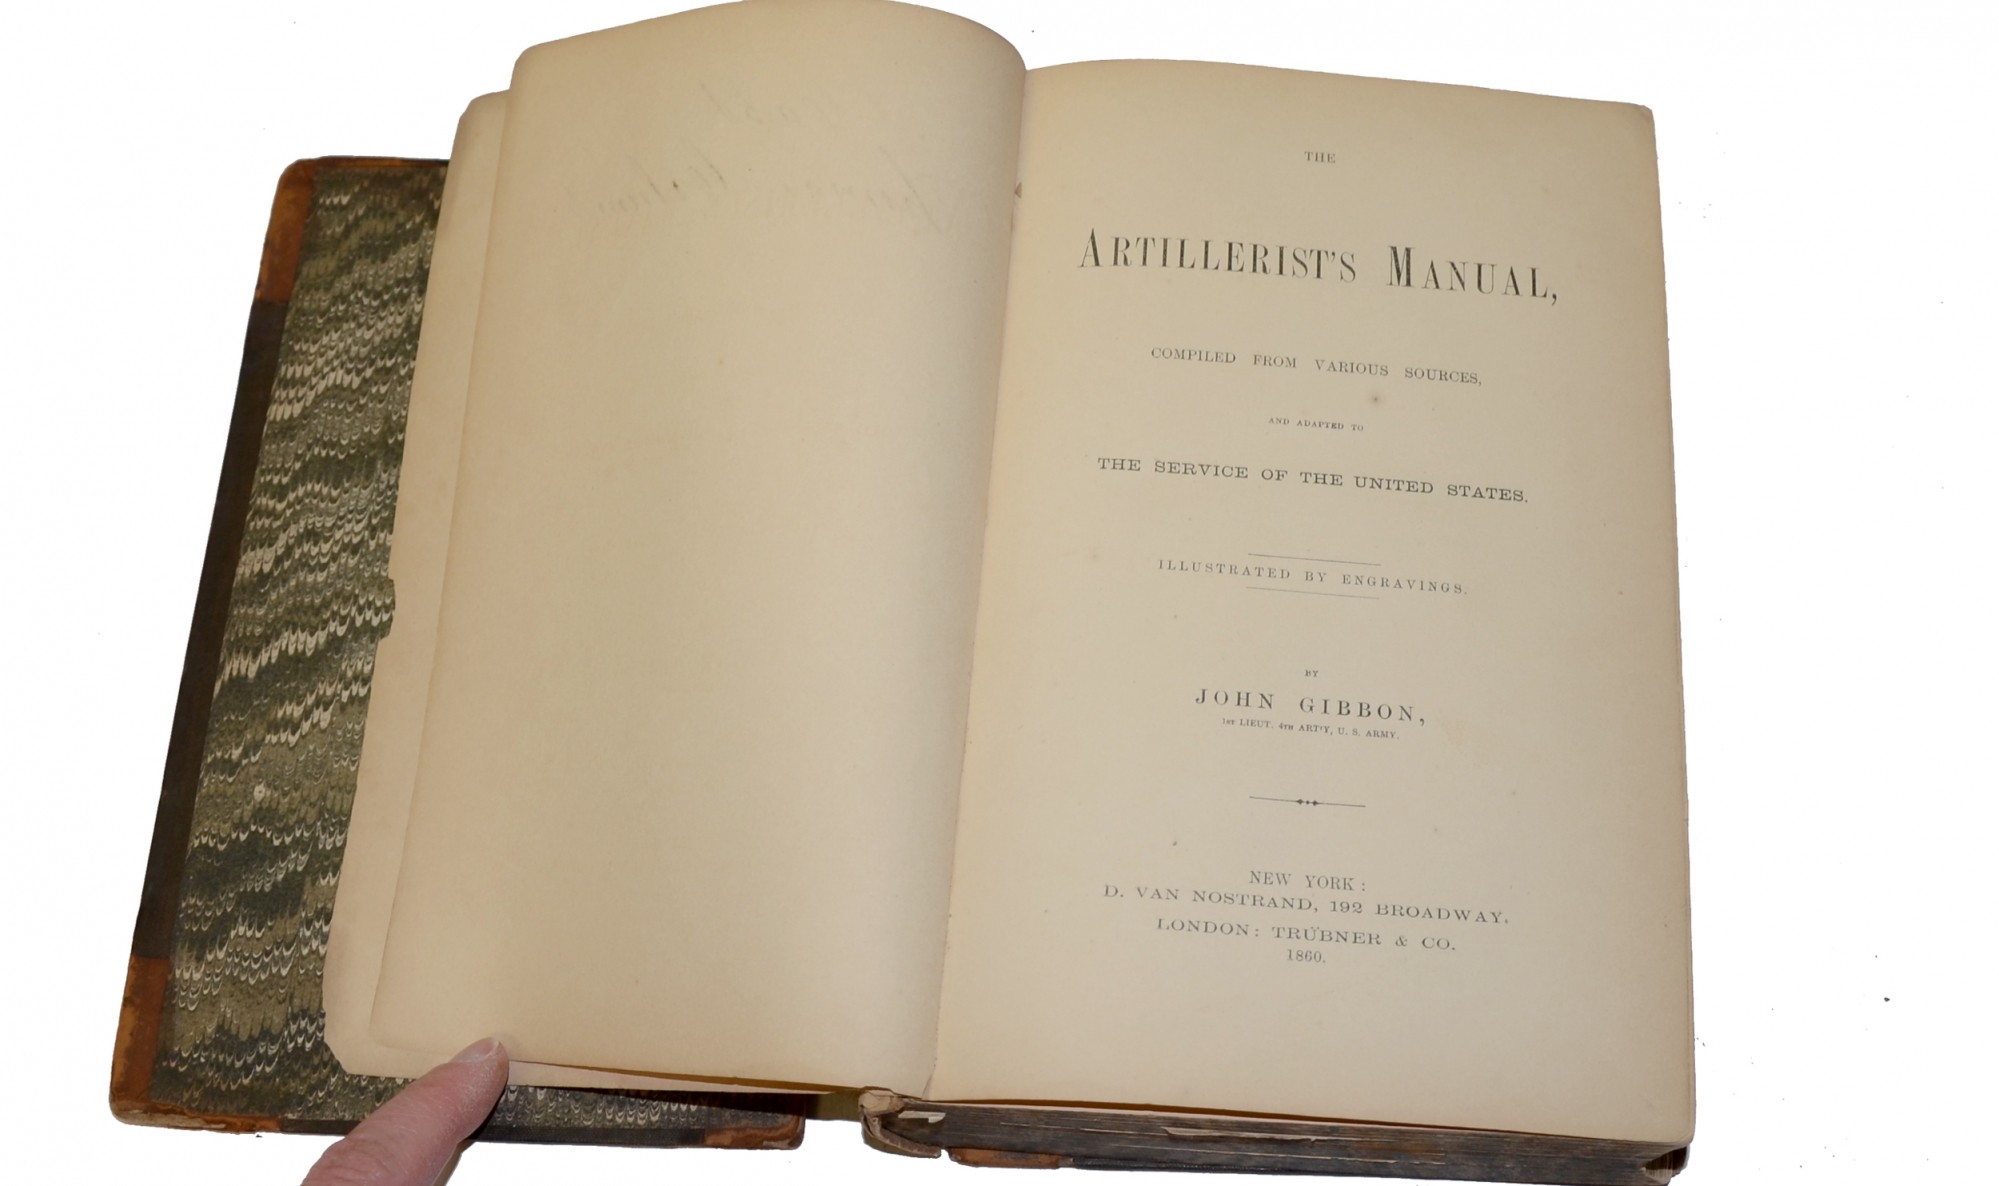 THE
ARTILLERIST'S MANUAL,
COMPILED FROM VARIOUS SOURCES,
AND ADAPTED TO
THE SERVICE OF THE UNITED STATES.
ILLUSTRATED BY ENGRAVINGS.
BY
JOHN GIBBON,
1ST LIEUT. 4TH ART'Y, U. S. ARMY.
NEW YORK:
D. VAN NOSTRAND, 192 BROADWAY.
LONDON: TRÜBNER & CO.
1860.